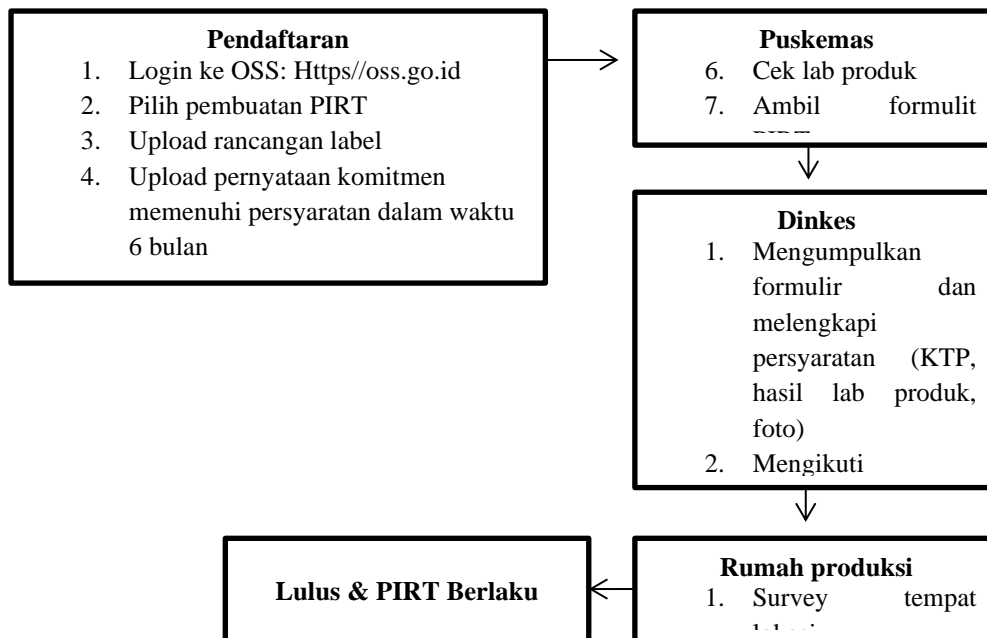 Pendaftaran
1. Login ke OSS: Https//oss.go.id
2. Pilih pembuatan PIRT
3. Upload rancangan label
4. Upload pernyataan komitmen
memenuhi persyaratan dalam waktu
6 bulan
Puskemas
6. Cek lab produk
7. Ambil formulit
Dinkes
1. Mengumpulkan
formulir dan
melengkapi
persyaratan (KTP,
hasil lab produk,
foto)
2. Mengikuti
Rumah produksi
1. Survey tempat
Lulus & PIRT Berlaku